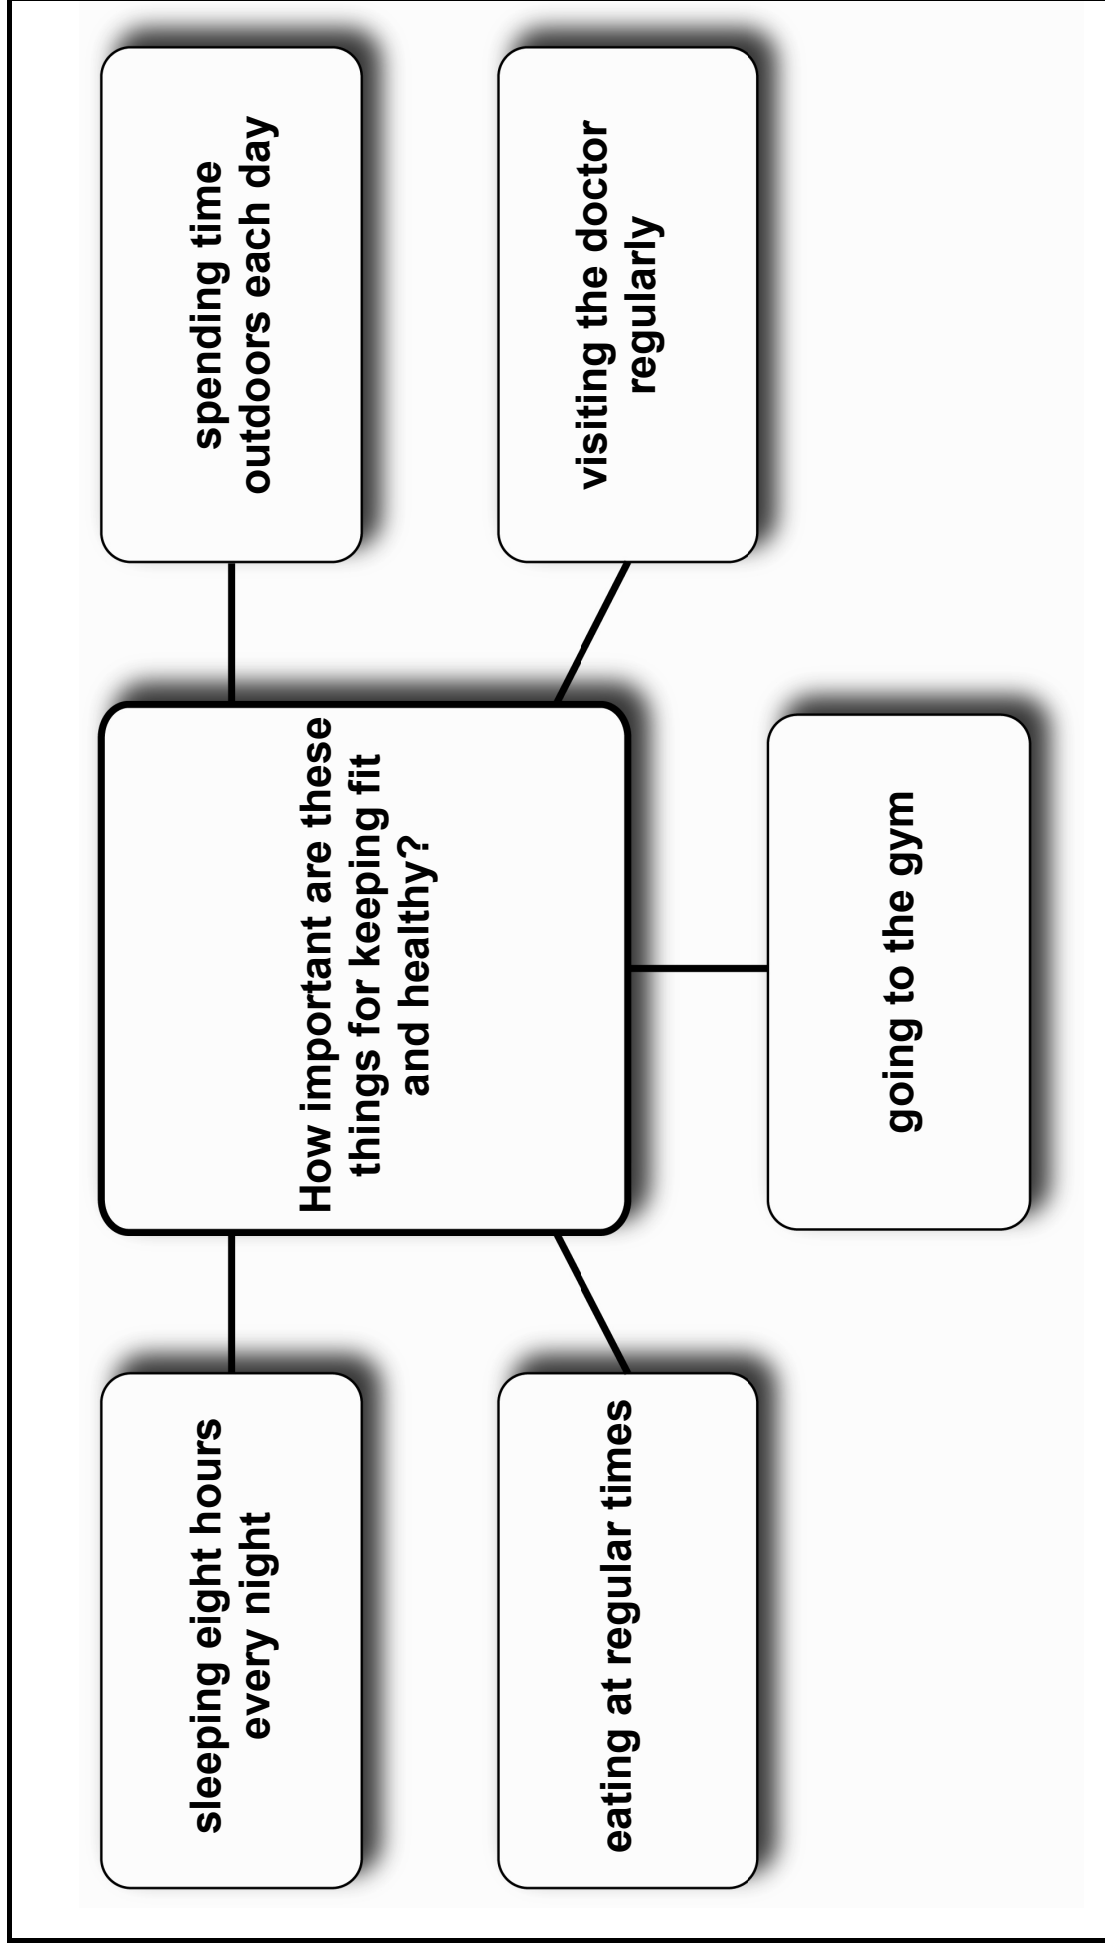 sleeping eight hours
every night
How important are these
things for keeping fit
and healthy?
spending time
outdoors each day
eating at regular times
visiting the doctor
regularly
going to the gym